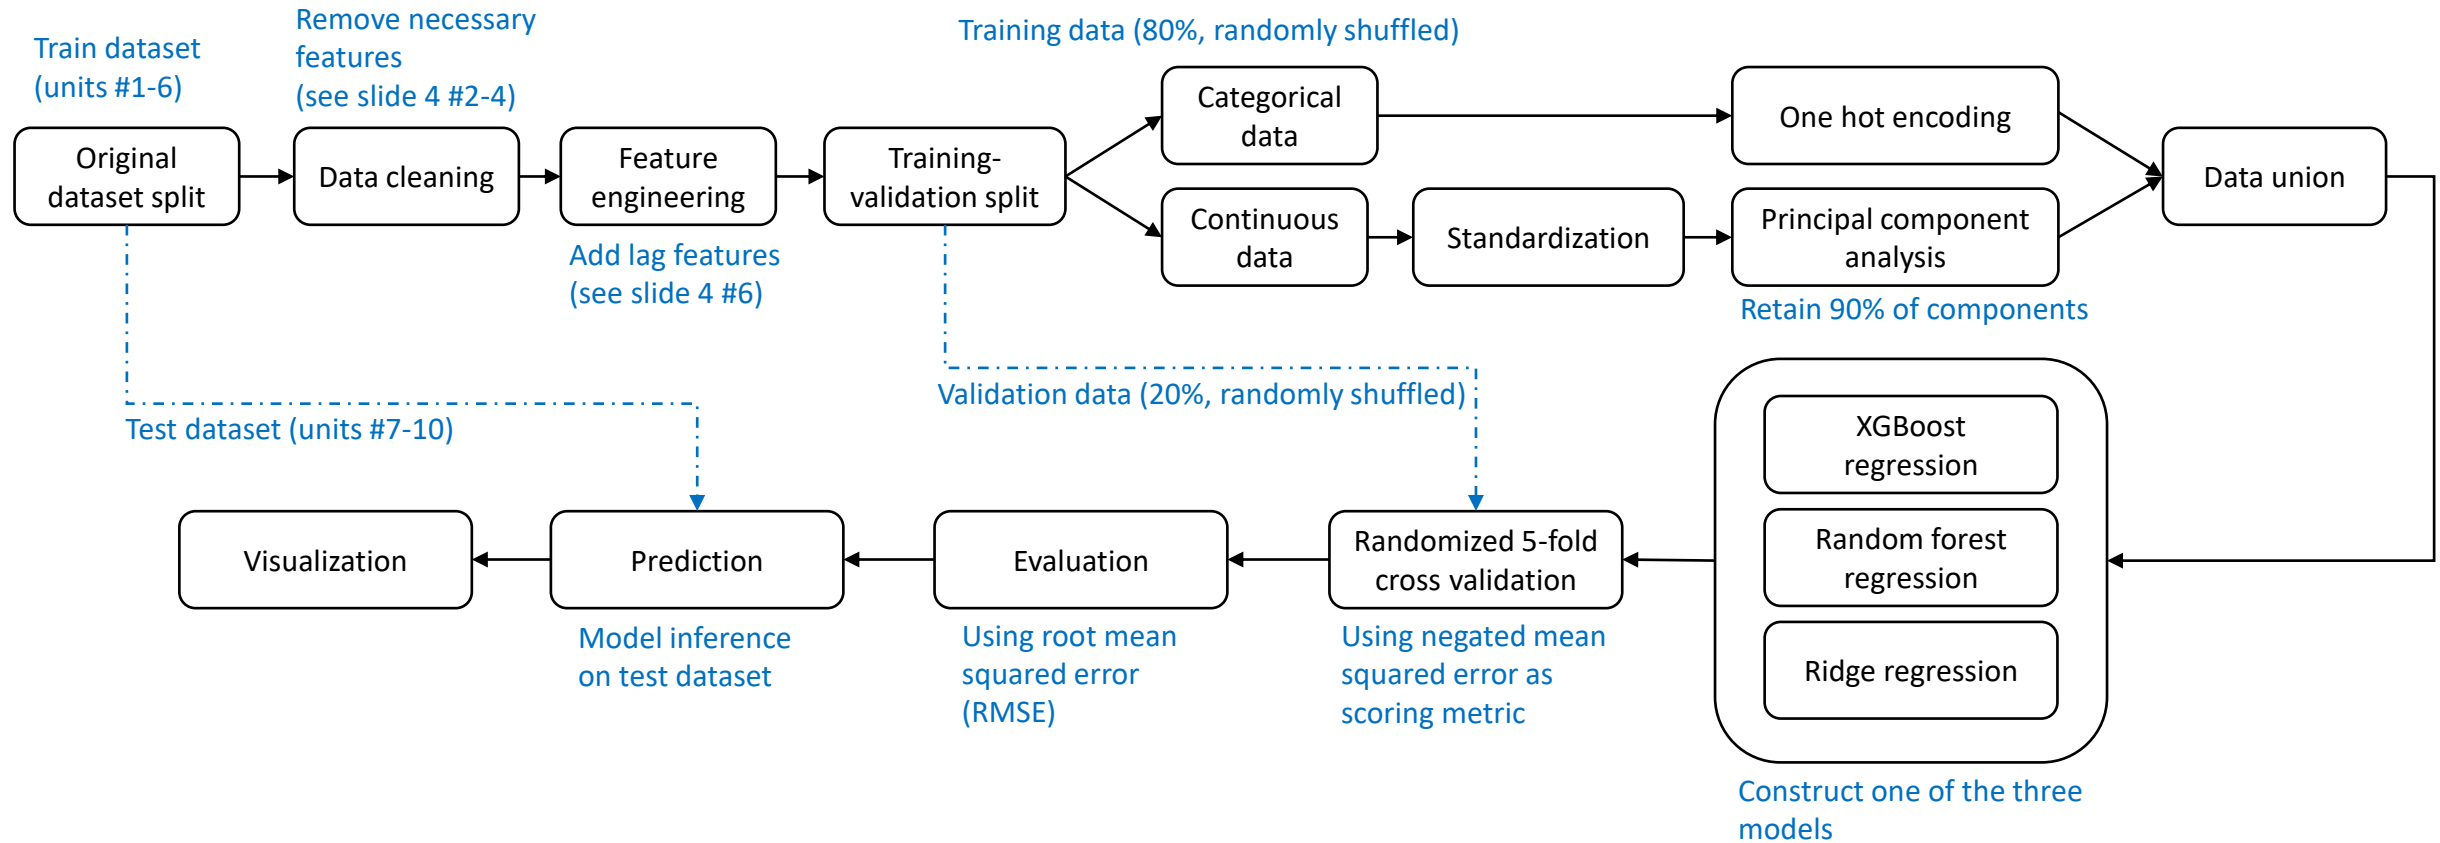 Train dataset
(units #1-6)
Remove necessary
features
(see slide 4 #2-4)
Training data (80%, randomly shuffled)
Original
dataset split
Data cleaning
Feature
engineering
Training-
validation split
Categorical
data
One hot encoding
Continuous
data
Standardization
Principal component
analysis
Data union
Add lag features
(see slide 4 #6)
Retain 90% of components
Test dataset (units #7-10)
Validation data (20%, randomly shuffled)
XGBoost
regression
Random forest
regression
Ridge regression
Construct one of the three
models
Randomized 5-fold
cross validation
Using negated mean
squared error as
scoring metric
Evaluation
Using root mean
squared error
(RMSE)
Prediction
Model inference
on test dataset
Visualization